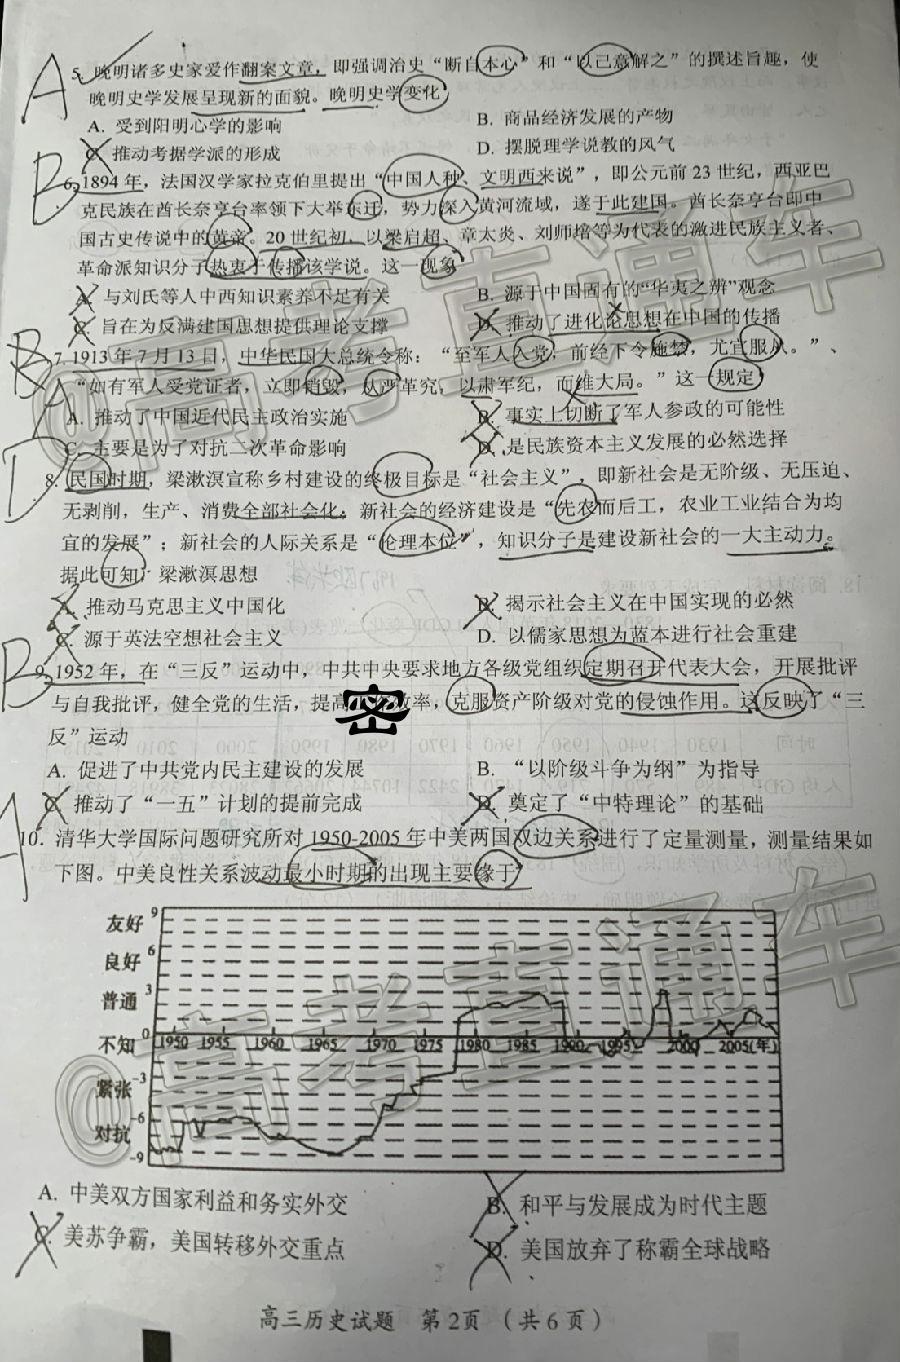 5. 晚明诸多史家爱作翻案文章，即强调治史“断自本心”和“以己意解之”的撰述旨趣，使
晚明史学发展呈现新的面貌。晚明史学变化
A. 受到阳明心学的影响
B. 商品经济发展的产物
C. 推动考据学派的形成
D. 摆脱理学说教的风气
6. 1894年，法国汉学家拉克伯里提出“中国人种、文明西来说”，即公元前23世纪，西亚巴
克民族在酋长奈亨台率领下大举东迁，势力深入黄河流域，遂于此建国。酋长奈亨台即中
国古史传说中的黄帝。20世纪初，以梁启超、章太炎、刘师培等为代表的激进民族主义者、
革命派知识分子热衷于传播该学说。这一现象
A. 与刘氏等人中西知识素养不足有关
B. 源于中国固有的“华夷之辨”观念
C. 旨在为反满建国思想提供理论支撑
D. 推动了进化论思想在中国的传播
7. 1913年7月13日，中华民国大总统令称：“至军人入党，前经下令施禁，尤宜服从。”、
“如有军人受党证者，立即销毁，从严革究，以肃军纪，而维大局。”这一规定
A. 推动了中国近代民主政治实施
B. 事实上切断了军人参政的可能性
C. 主要是为了对抗二次革命影响
D. 是民族资本主义发展的必然选择
8. 民国时期，梁漱溟宣称乡村建设的终极目标是“社会主义”，即新社会是无阶级、无压迫、
无剥削，生产、消费全部社会化；新社会的经济建设是“先农而后工，农业工业结合为均
宜的发展”；新社会的人际关系是“伦理本位”，知识分子是建设新社会的一大主动力。
据此可知，梁漱溟思想
A. 推动马克思主义中国化
B. 揭示社会主义在中国实现的必然
C. 源于英法空想社会主义
D. 以儒家思想为蓝本进行社会重建
9. 1952年，在“三反”运动中，中共中央要求地方各级党组织定期召开代表大会，开展批评
与自我批评，健全党的生活，提高 效率，克服资产阶级对党的侵蚀作用。这反映了“三
密
反”运动
A. 促进了中共党内民主建设的发展
B. “以阶级斗争为纲”为指导
C. 推动了“一五”计划的提前完成
D. 奠定了“中特理论”的基础
10. 清华大学国际问题研究所对1950-2005年中美两国双边关系进行了定量测量，测量结果如
下图。中美良性关系波动最小时期的出现主要缘于
友好 9
良好 6
普通 3
不知 0 1950 1955 1960 1965 1970 1975 1980 1985 1990 1995 2000 2005(年)
紧张 -3
-6
对抗 -9
A. 中美双方国家利益和务实外交
B. 和平与发展成为时代主题
C. 美苏争霸，美国转移外交重点
D. 美国放弃了称霸全球战略
高三历史试题 第2页 （共6页）
@高考直通车
@高考直通车
A
B
B
A
D
B
A